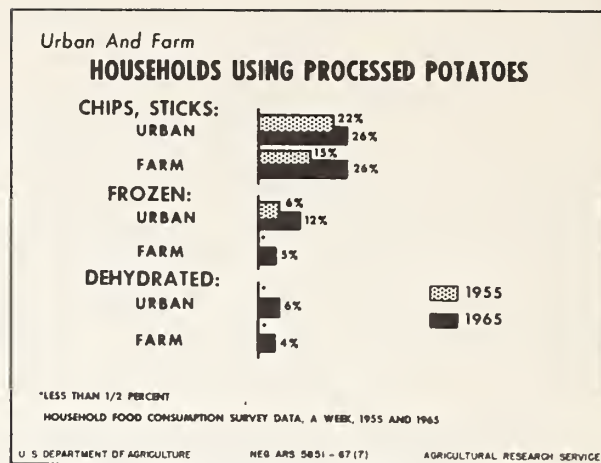 Urban And Farm
HOUSEHOLDS USING PROCESSED POTATOES
CHIPS, STICKS:
URBAN
22%
26%
FARM
15%
26%
FROZEN:
URBAN
6%
12%
FARM
*
5%
DEHYDRATED:
URBAN
*
6%
FARM
*
4%
1955
1965
*LESS THAN 1/2 PERCENT
HOUSEHOLD FOOD CONSUMPTION SURVEY DATA, A WEEK, 1955 AND 1965
U S DEPARTMENT OF AGRICULTURE NEG ARS 5851 - 67 (7) AGRICULTURAL RESEARCH SERVICE